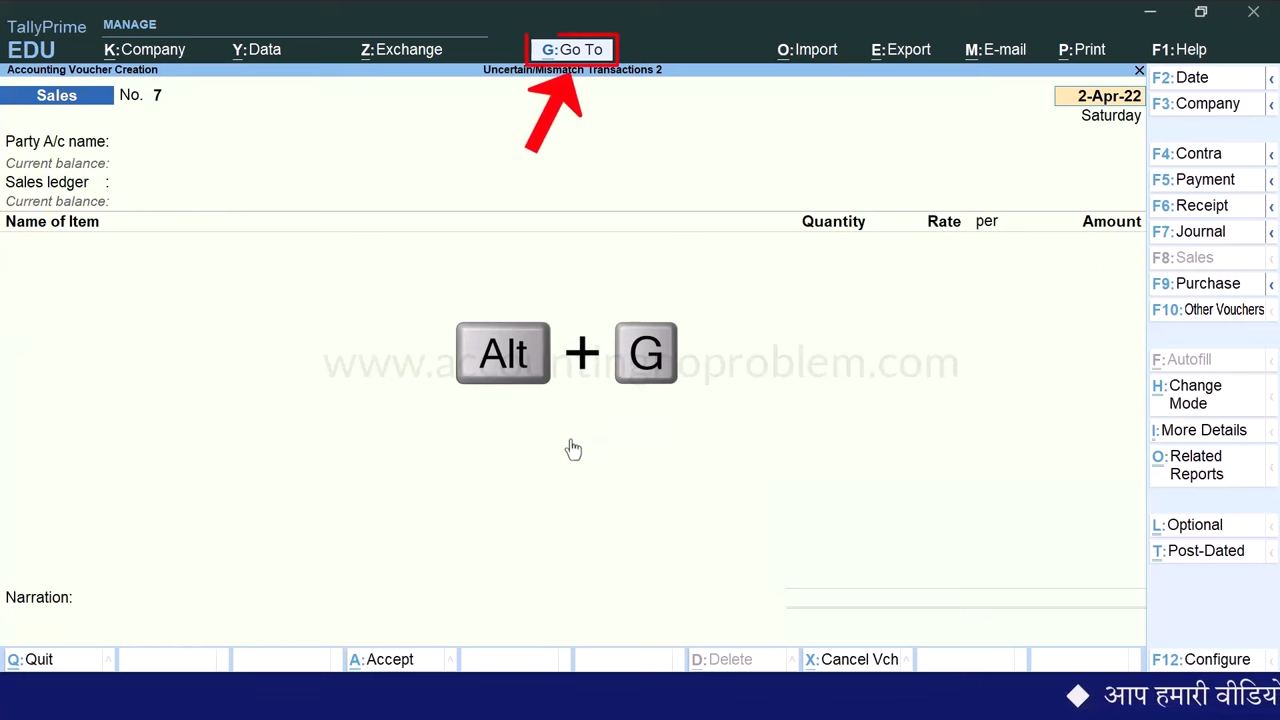 TallyPrime
EDU
MANAGE
K:Company
Y:Data
Z:Exchange
G:Go To
O:Import
E:Export
M:E-mail
P:Print
F1:Help
Accounting Voucher Creation
Uncertain/Mismatch Transactions 2
Sales No. 7
2-Apr-22
Saturday
Party A/c name:
Current balance:
Sales ledger :
Current balance:
Name of Item Quantity Rate per Amount
Alt + G
Narration:
F2:Date
F3:Company
F4:Contra
F5:Payment
F6:Receipt
F7:Journal
F8:Sales
F9:Purchase
F10:Other Vouchers
F:Autofill
H:Change
Mode
I:More Details
O:Related
Reports
L:Optional
T:Post-Dated
Q:Quit
A:Accept
D:Delete
X:Cancel Vch
F12:Configure
आप हमारी वीडियो